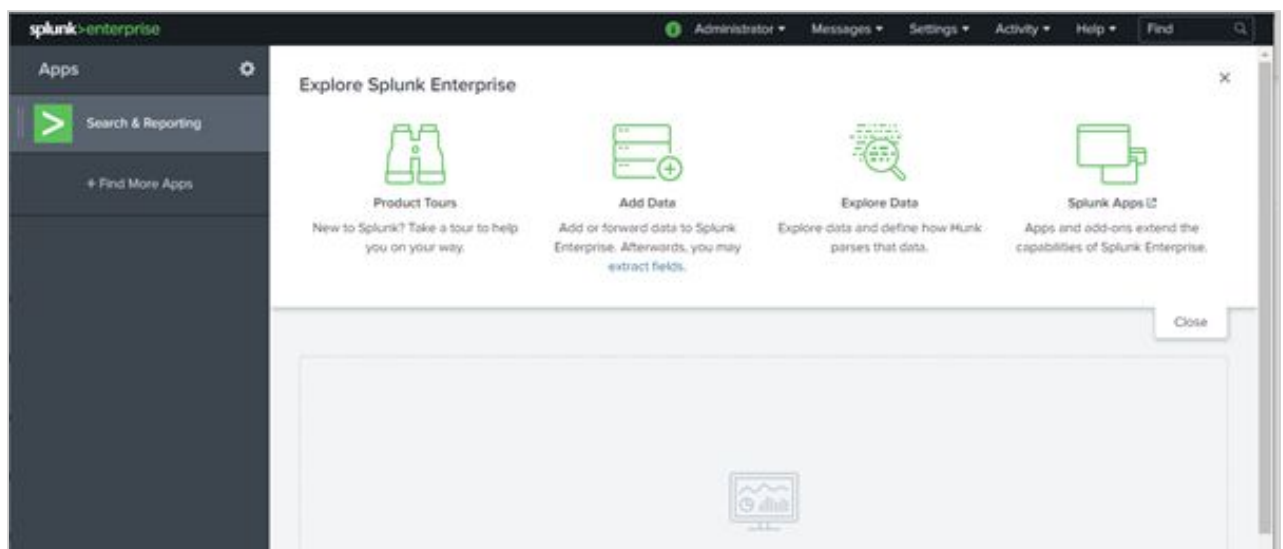 splunk>enterprise
Administrator Messages Settings Activity Help Find
Apps
Search & Reporting
+ Find More Apps
Explore Splunk Enterprise
Product Tours
New to Splunk? Take a tour to help
you on your way.
Add Data
Add or forward data to Splunk
Enterprise. Afterwards, you may
extract fields.
Explore Data
Explore data and define how Hunk
parses that data.
Splunk Apps
Apps and add-ons extend the
capabilities of Splunk Enterprise.
Close